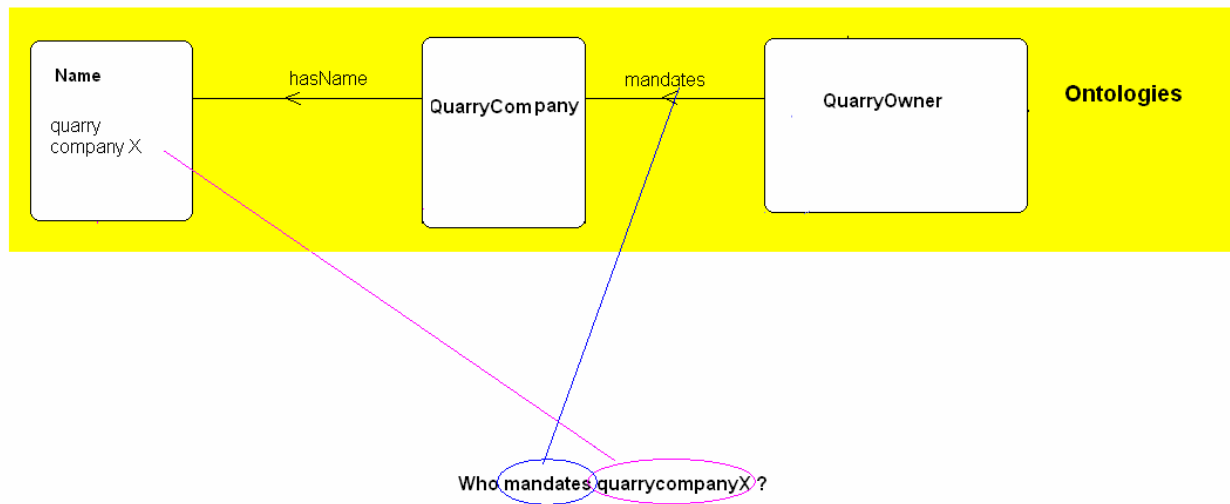 Name
quarry
company X
hasName
QuarryCompany
mandates
QuarryOwner
Ontologies
Who mandates quarrycompanyX ?